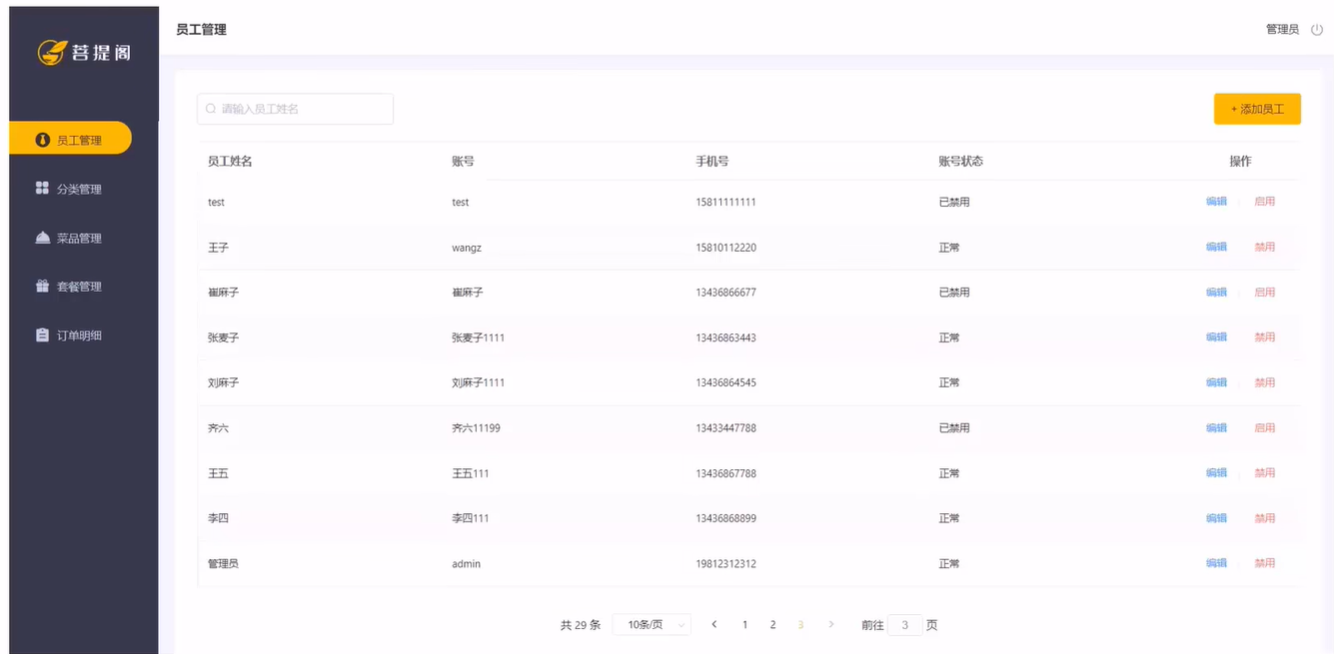 菩提阁
员工管理
管理员
员工管理
分类管理
菜品管理
套餐管理
订单明细
请输入员工姓名
+ 添加员工
员工姓名 账号 手机号 账号状态 操作
test test 15811111111 已禁用 编辑 启用
王子 wangz 15810112220 正常 编辑 禁用
崔麻子 崔麻子 13436866677 已禁用 编辑 启用
张麦子 张麦子1111 13436863443 正常 编辑 禁用
刘麻子 刘麻子1111 13436864545 正常 编辑 禁用
齐六 齐六11199 13433447788 已禁用 编辑 启用
王五 王五111 13436867788 正常 编辑 禁用
李四 李四111 13436868899 正常 编辑 禁用
管理员 admin 19812312312 正常 编辑 禁用
共 29 条 10条/页 < 1 2 3 > 前往 3 页